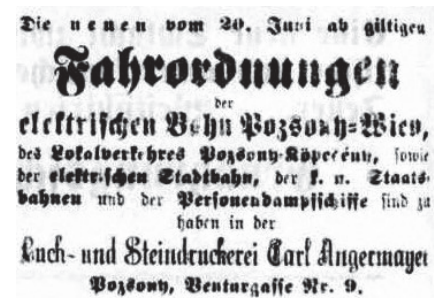 Die neuen vom 20. Juni ab giltigen
Fahrordnungen
der
elektrischen Bahn Pozsony-Wien,
des Lokalverkehres Pozsony-Köpcsény, sowie
der elektrischen Stadtbahn, der k. u. Staats-
bahnen und der Personendampfschiffe sind zu
haben in der
Buch- und Steindruckerei Carl Angermayer
Pozsony, Venturgasse Nr. 9.